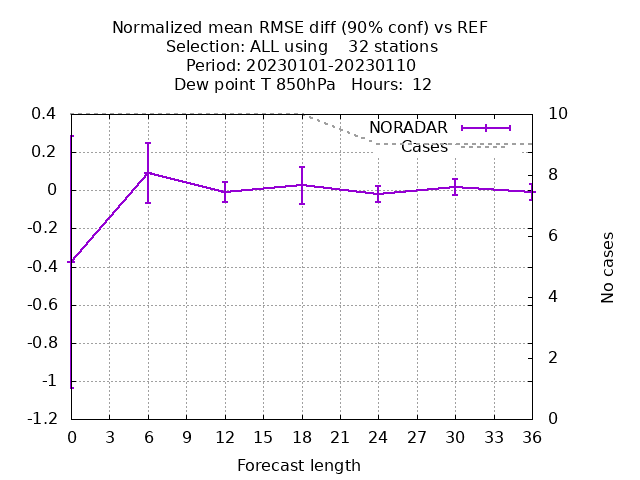 Normalized mean RMSE diff (90% conf) vs REF
Selection: ALL using    32 stations
Period: 20230101-20230110
Dew point T 850hPa   Hours:  12
0.4
0.2
0
-0.2
-0.4
-0.6
-0.8
-1
-1.2
NORADAR
Cases
10
8
6
4
2
0
No cases
0 3 6 9 12 15 18 21 24 27 30 33 36
Forecast length